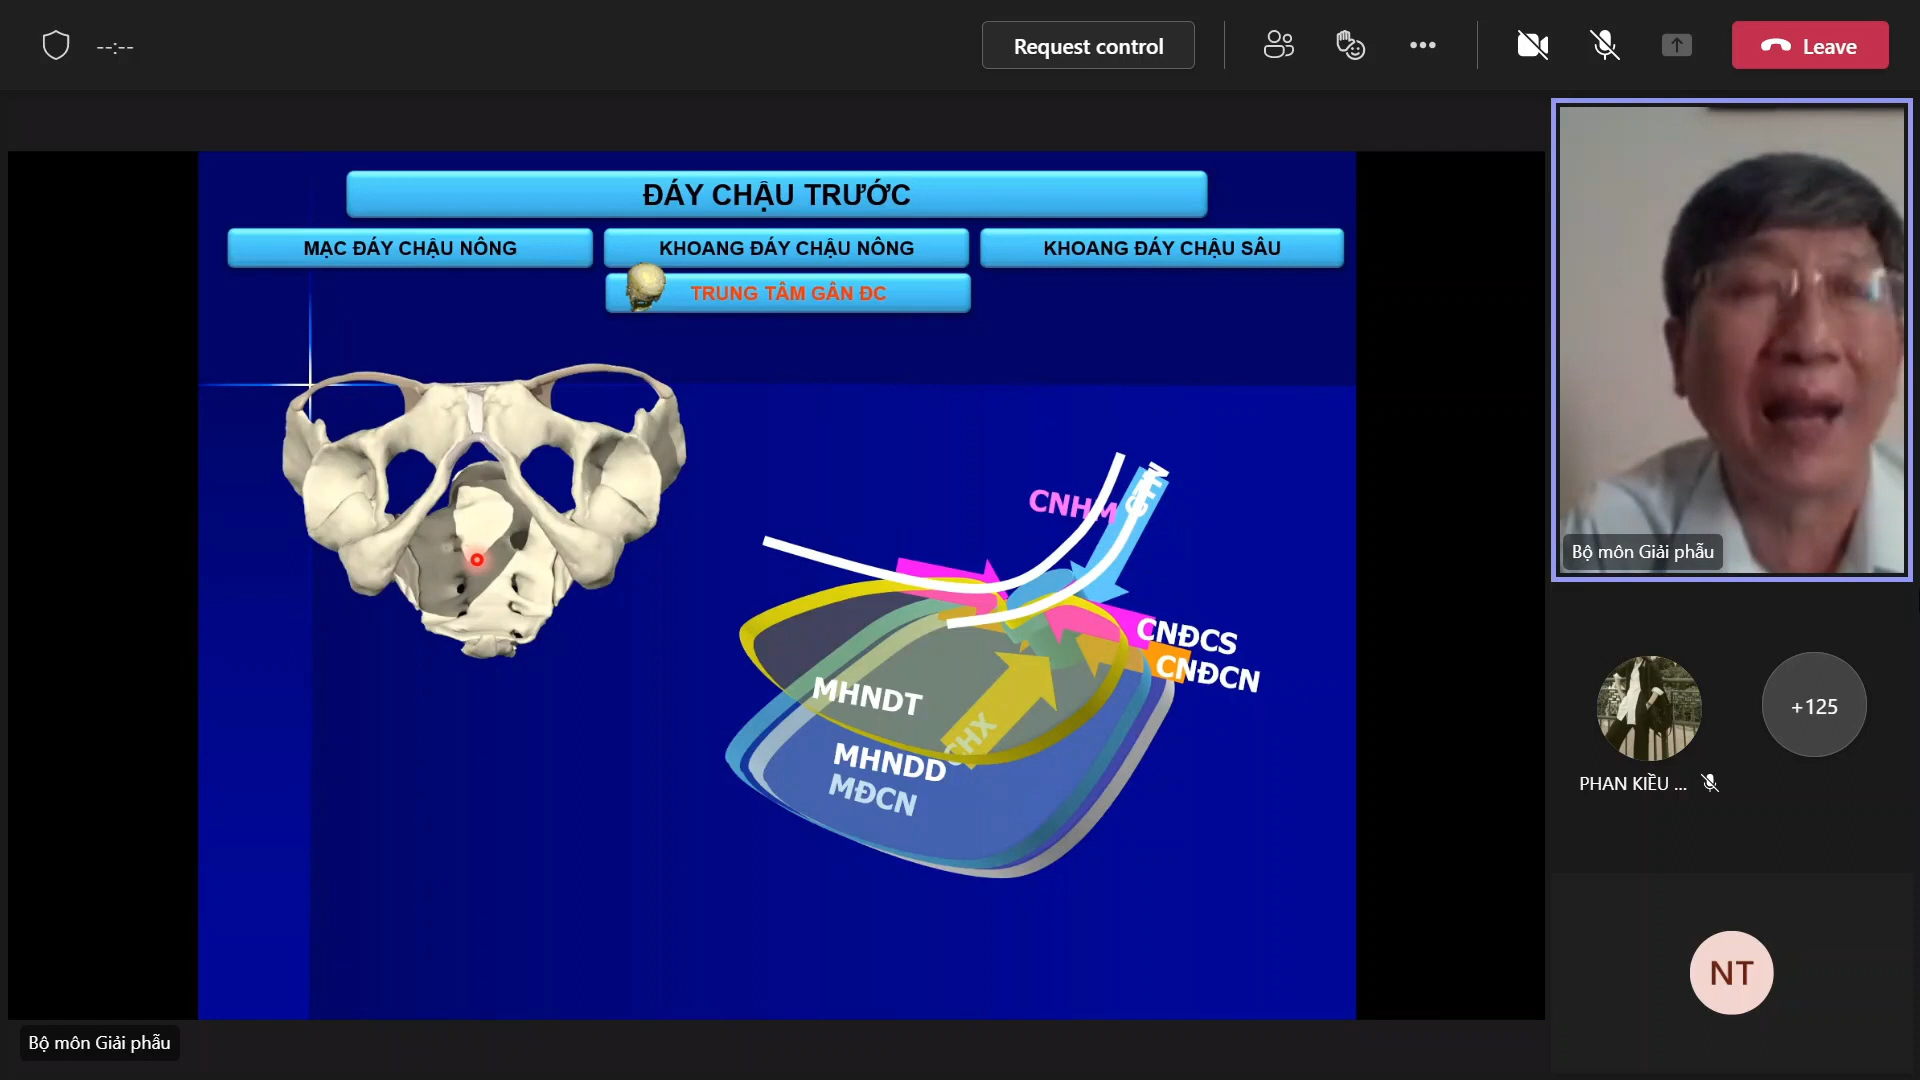 --:--
Request control
Leave
ĐÁY CHẬU TRƯỚC
MẠC ĐÁY CHẬU NÔNG
KHOANG ĐÁY CHẬU NÔNG
KHOANG ĐÁY CHẬU SÂU
TRUNG TÂM GÂN ĐC
CNHM
CNĐCS
CNĐCN
MHNDT
CHX
MHNDD
MĐCN
Bộ môn Giải phẫu
PHAN KIỀU ...
+125
NT
Bộ môn Giải phẫu